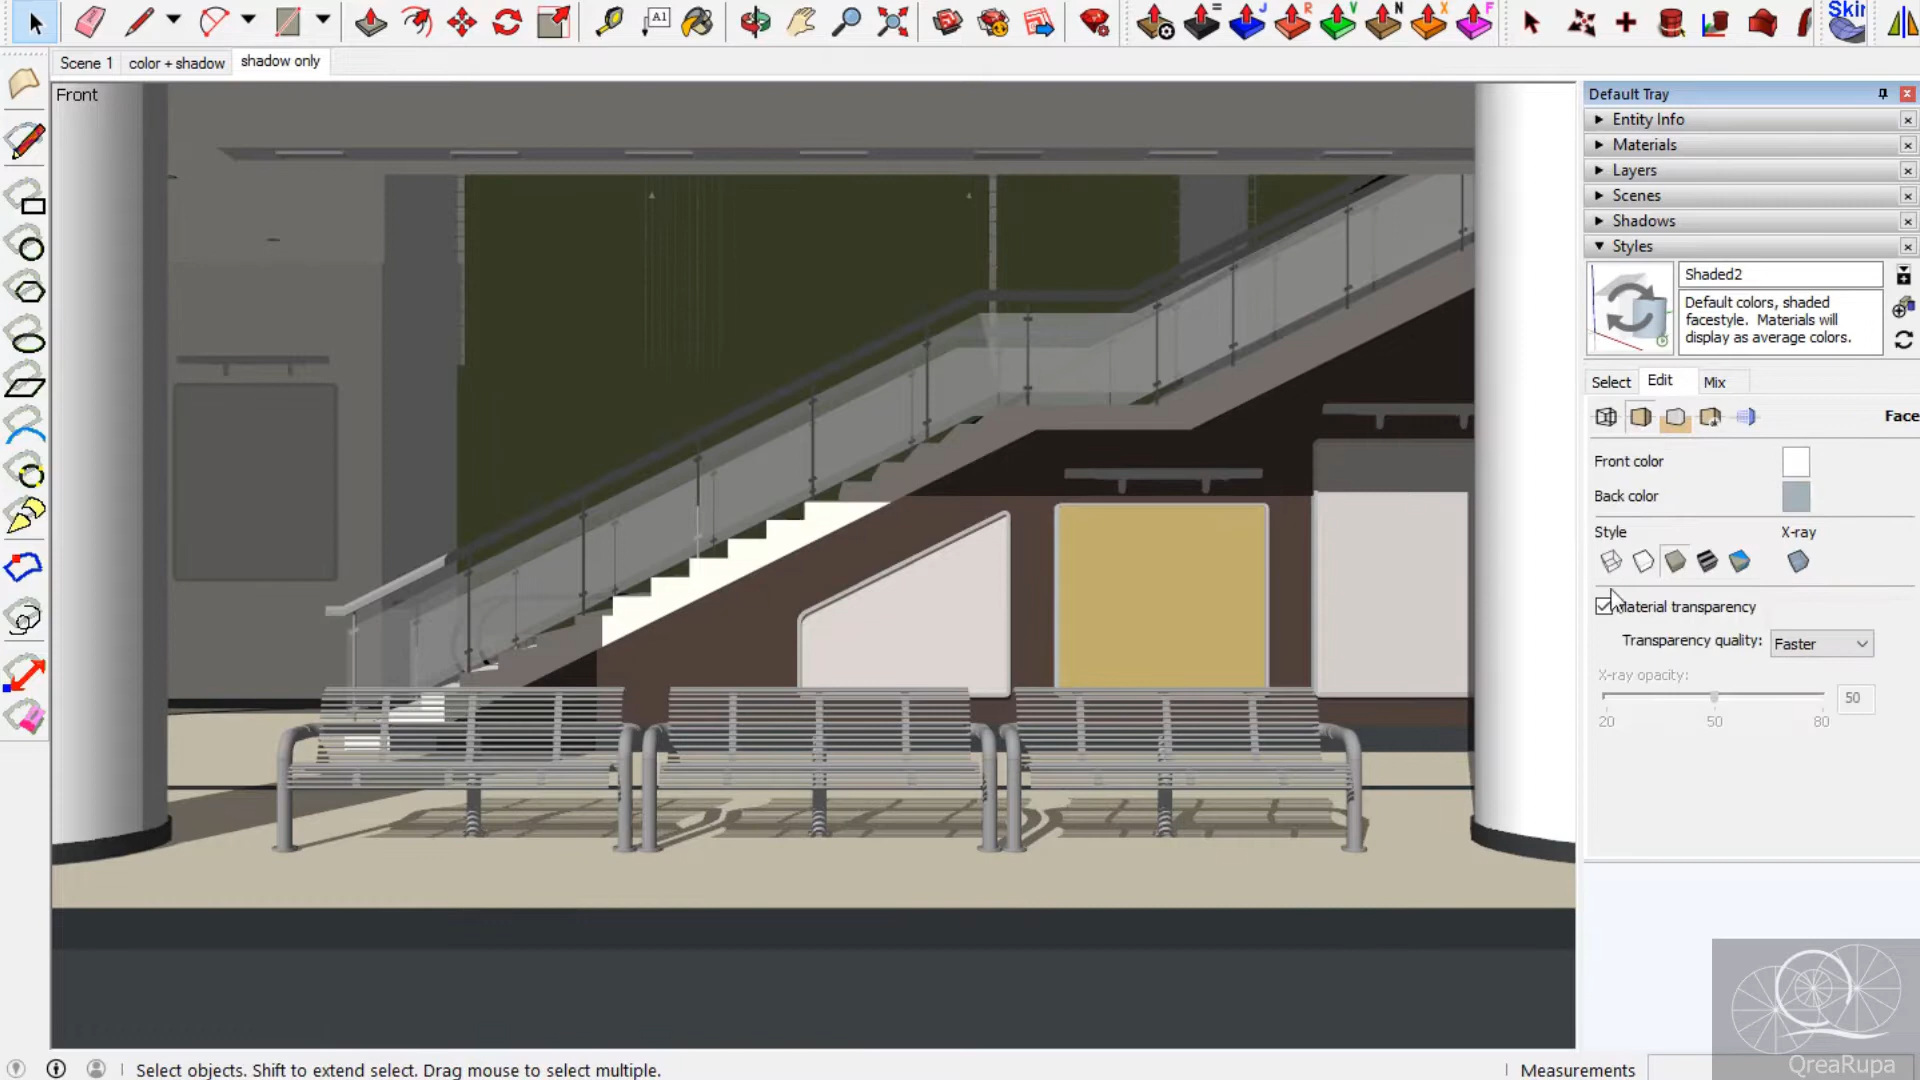 A1
=
J
R
V
N
X
F
Skir
Scene 1
color + shadow
shadow only
Front
Default Tray
Entity Info
Materials
Layers
Scenes
Shadows
Styles
Shaded2
Default colors, shaded
facestyle. Materials will
display as average colors.
Select
Edit
Mix
Face
Front color
Back color
Style
X-ray
Material transparency
Transparency quality:
Faster
X-ray opacity:
50
20
50
80
Select objects. Shift to extend select. Drag mouse to select multiple.
Measurements
QreaRupa